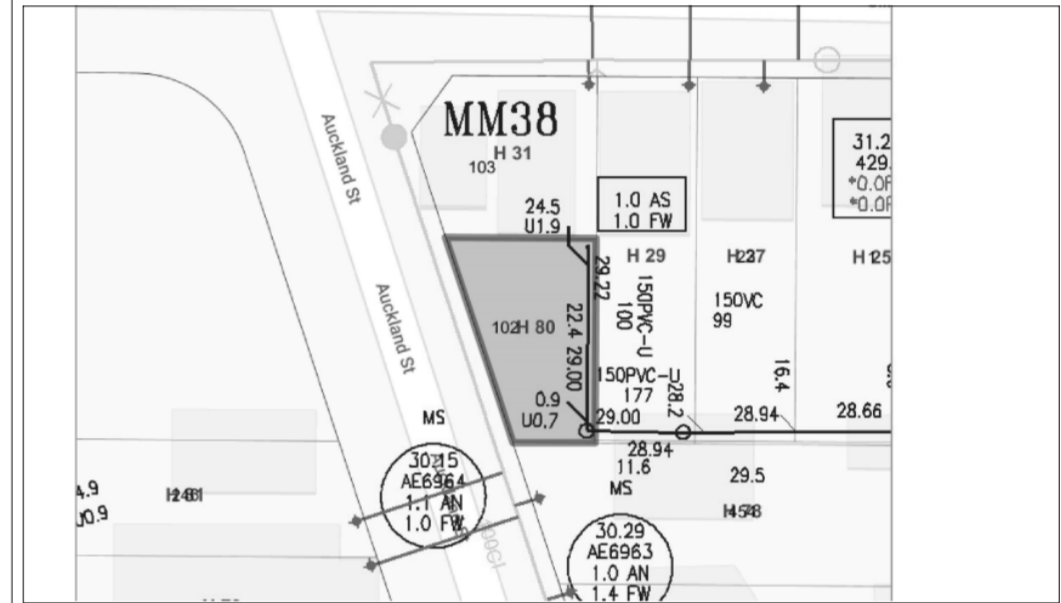 MM38
H 31
103
Auckland St
24.5
U1.9
1.0 AS
1.0 FW
31.2
429.
*0.0F
*0.0F
H 29
H 25
29.22
150PVC-U
100
150VC
99
Auckland St
102
H 80
22.4
29.00
150PVC-U
177
28.2
16.4
0.9
U0.7
29.00
28.94
28.66
MS
28.94
11.6
29.5
MS
30.15
AE6964
1.1 AN
1.0 FW
4.9
U0.9
30.29
AE6963
1.0 AN
1.4 FW